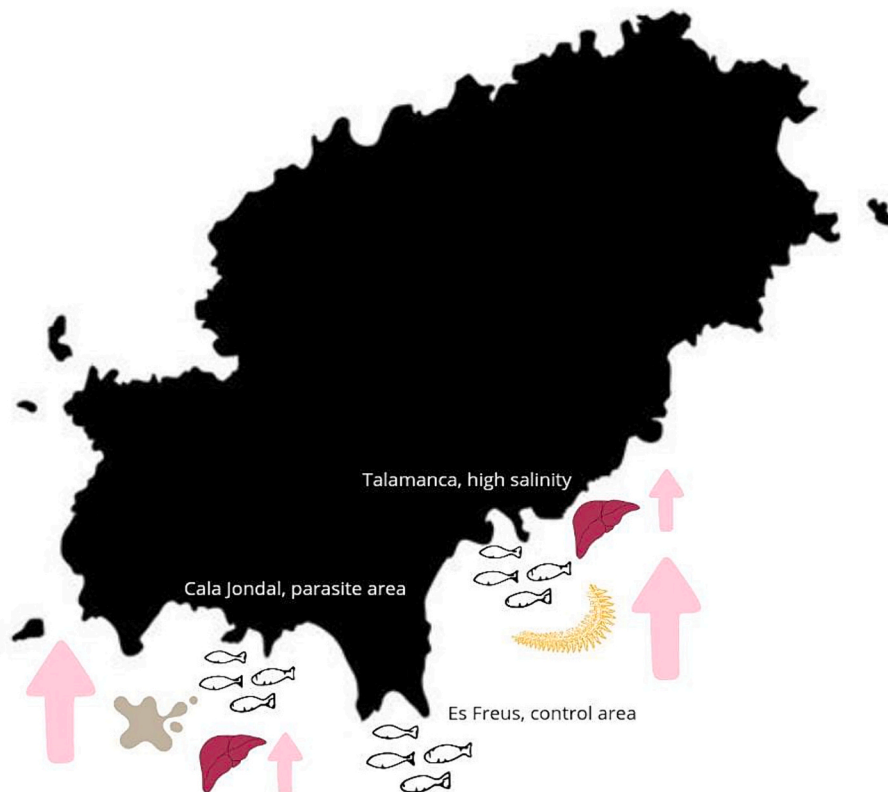 Talamanca, high salinity
Cala Jondal, parasite area
Es Freus, control area